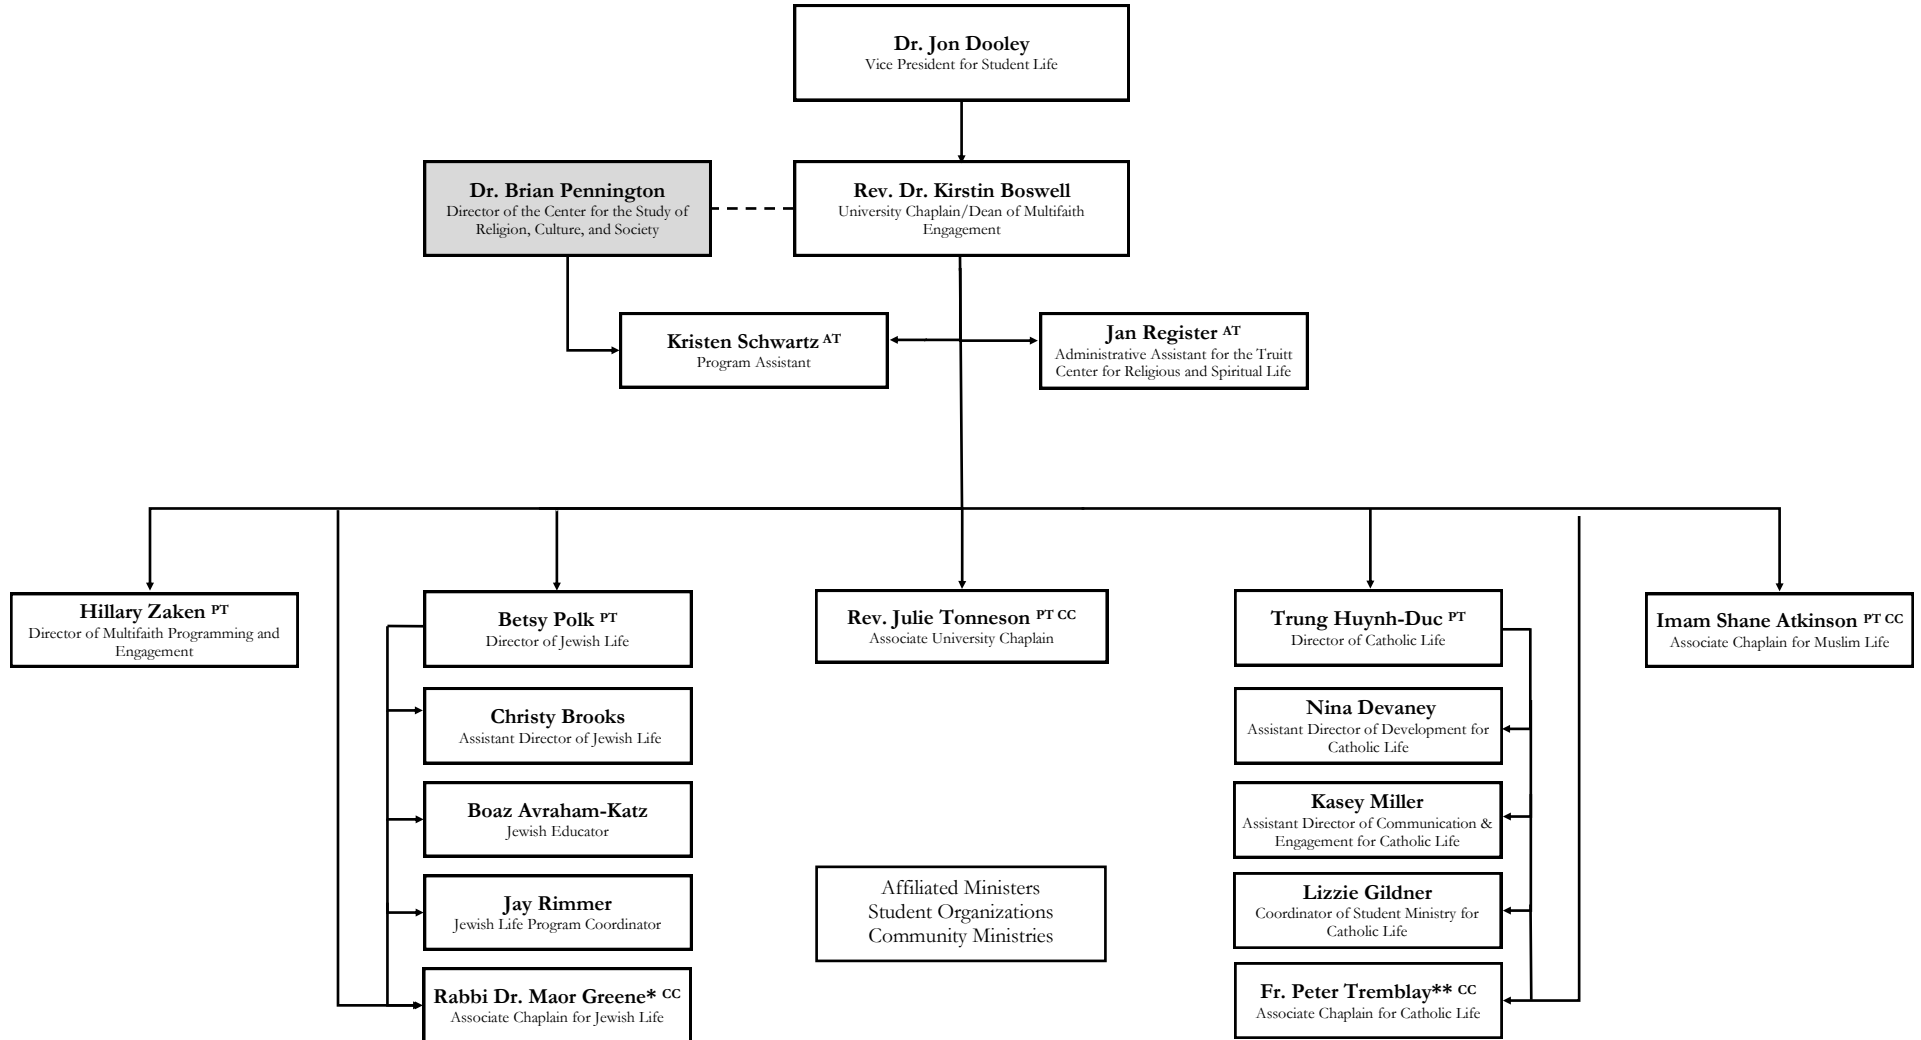 Dr. Jon Dooley
Vice President for Student Life
Dr. Brian Pennington
Director of the Center for the Study of
Religion, Culture, and Society
Rev. Dr. Kirstin Boswell
University Chaplain/Dean of Multifaith
Engagement
Kristen Schwartz AT
Program Assistant
Jan Register AT
Administrative Assistant for the Truitt
Center for Religious and Spiritual Life
Hillary Zaken PT
Director of Multifaith Programming and
Engagement
Betsy Polk PT
Director of Jewish Life
Christy Brooks
Assistant Director of Jewish Life
Boaz Avraham-Katz
Jewish Educator
Jay Rimmer
Jewish Life Program Coordinator
Rabbi Dr. Maor Greene* CC
Associate Chaplain for Jewish Life
Rev. Julie Tonneson PT CC
Associate University Chaplain
Affiliated Ministers
Student Organizations
Community Ministries
Trung Huynh-Duc PT
Director of Catholic Life
Nina Devaney
Assistant Director of Development for
Catholic Life
Kasey Miller
Assistant Director of Communication &
Engagement for Catholic Life
Lizzie Gildner
Coordinator of Student Ministry for
Catholic Life
Fr. Peter Tremblay** CC
Associate Chaplain for Catholic Life
Imam Shane Atkinson PT CC
Associate Chaplain for Muslim Life